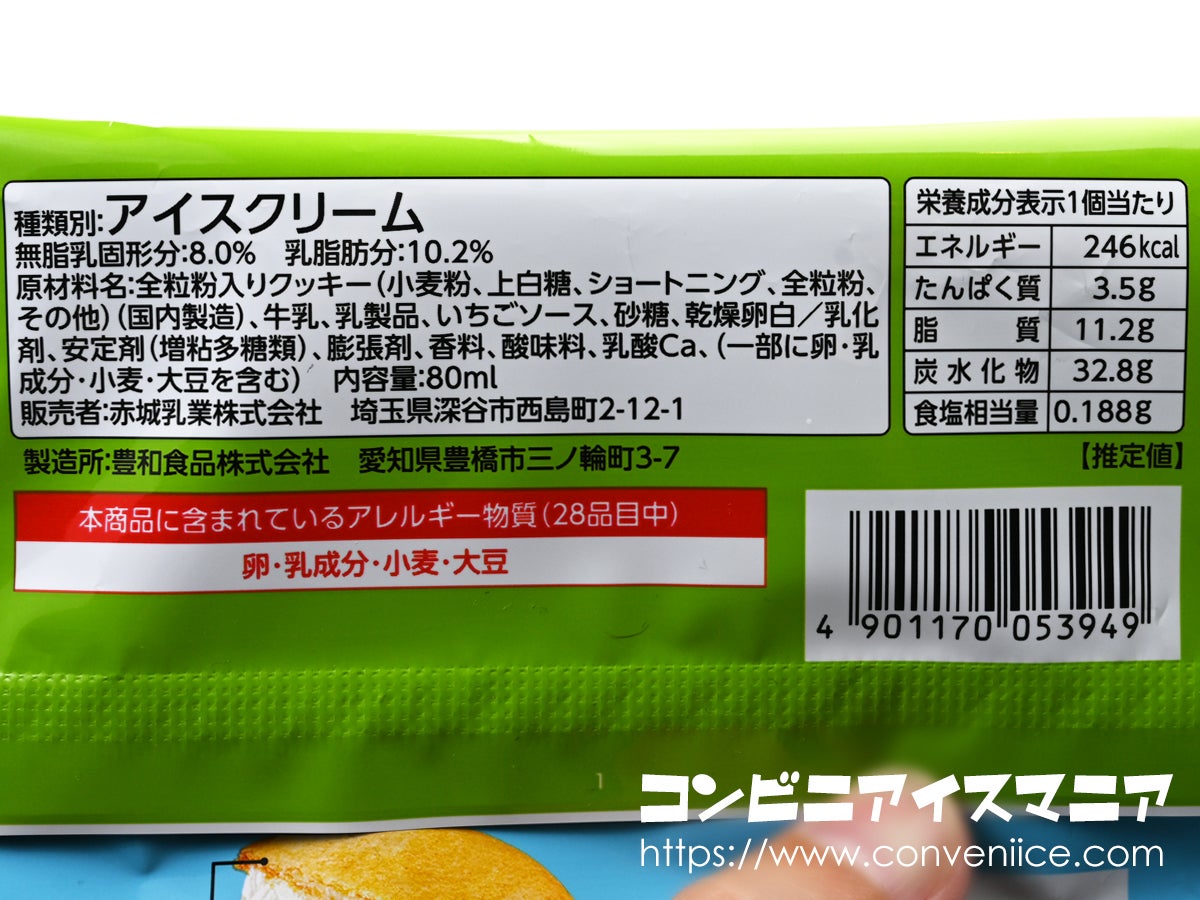 種類別:アイスクリーム
無脂乳固形分:8.0%　乳脂肪分:10.2%
原材料名:全粒粉入りクッキー(小麦粉、上白糖、ショートニング、全粒粉、
その他)(国内製造)、牛乳、乳製品、いちごソース、砂糖、乾燥卵白／乳化
剤、安定剤(増粘多糖類)、膨張剤、香料、酸味料、乳酸Ca、(一部に卵・乳
成分・小麦・大豆を含む)　内容量:80ml
販売者:赤城乳業株式会社　埼玉県深谷市西島町2-12-1
製造所:豊和食品株式会社　愛知県豊橋市三ノ輪町3-7
栄養成分表示1個当たり
エネルギー 246kcal
たんぱく質 3.5g
脂質 11.2g
炭水化物 32.8g
食塩相当量 0.188g
【推定値】
本商品に含まれているアレルギー物質(28品目中)
卵・乳成分・小麦・大豆
4 901170 053949
1
コンビニアイスマニア
https://www.conveniice.com